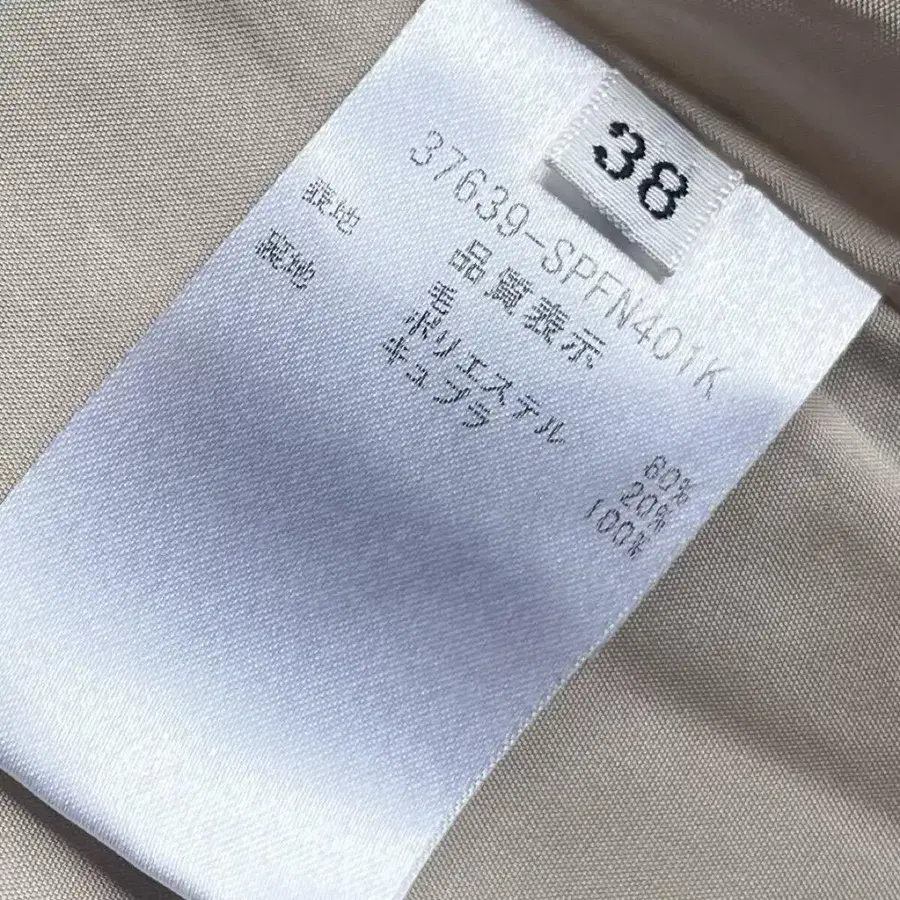 38
37639-SPFN401K
品質表示
表地 毛 80%
ポリエステル 20%
裏地 キュプラ 100%